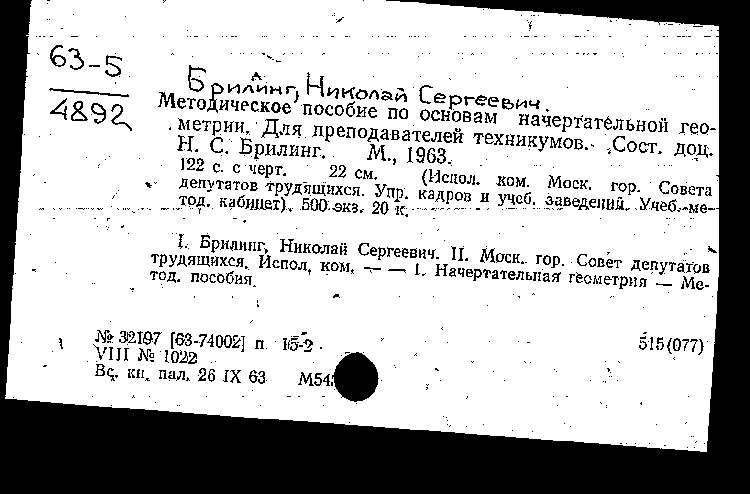 63-5
4892
Брилинг, Николай Сергеевич.
Методическое пособие по основам начертательной гео-
метрии. Для преподавателей техникумов. Сост. доц.
Н. С. Брилинг. М., 1963.
122 с. с черт. 22 см. (Испол. ком. Моск. гор. Совета
депутатов трудящихся. Упр. кадров и учеб. заведений. Учеб.-ме-
тод. кабинет). 500 экз. 20 к.
I. Брилинг, Николай Сергеевич. II. Моск. гор. Совет депутатов
трудящихся. Испол. ком. — — 1. Начертательная геометрия — Ме-
тод. пособия.
№ 32197 [63-74002] п 15-2
515(077)
VIII № 1022
Вс. кн. пал. 26 IX 63